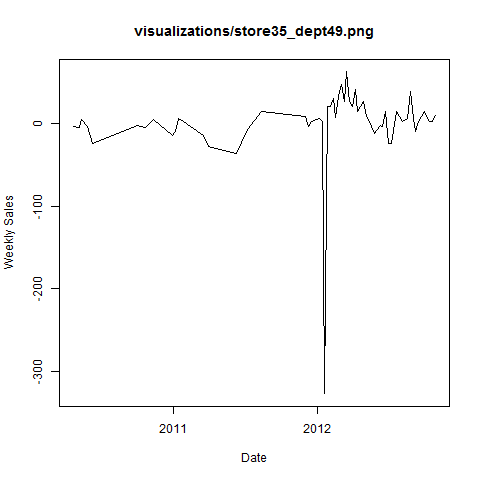 visualizations/store35_dept49.png
Weekly Sales
0
-100
-200
-300
2011
2012
Date